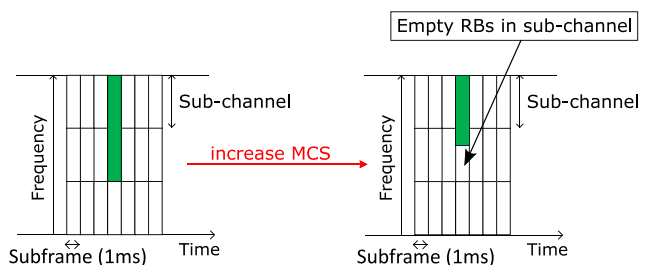 Empty RBs in sub-channel
Frequency
Sub-channel
Subframe (1ms)
Time
increase MCS
Frequency
Sub-channel
Subframe (1ms)
Time